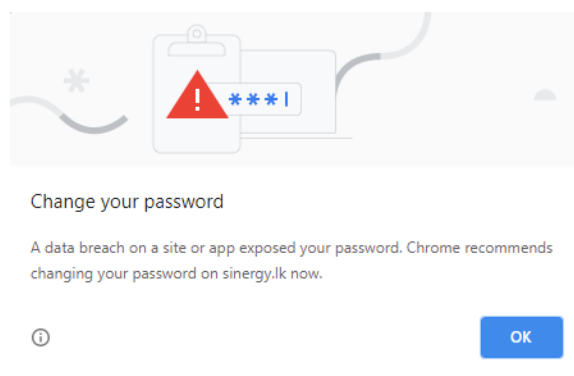 ***
Change your password
A data breach on a site or app exposed your password. Chrome recommends
changing your password on sinergy.lk now.
OK